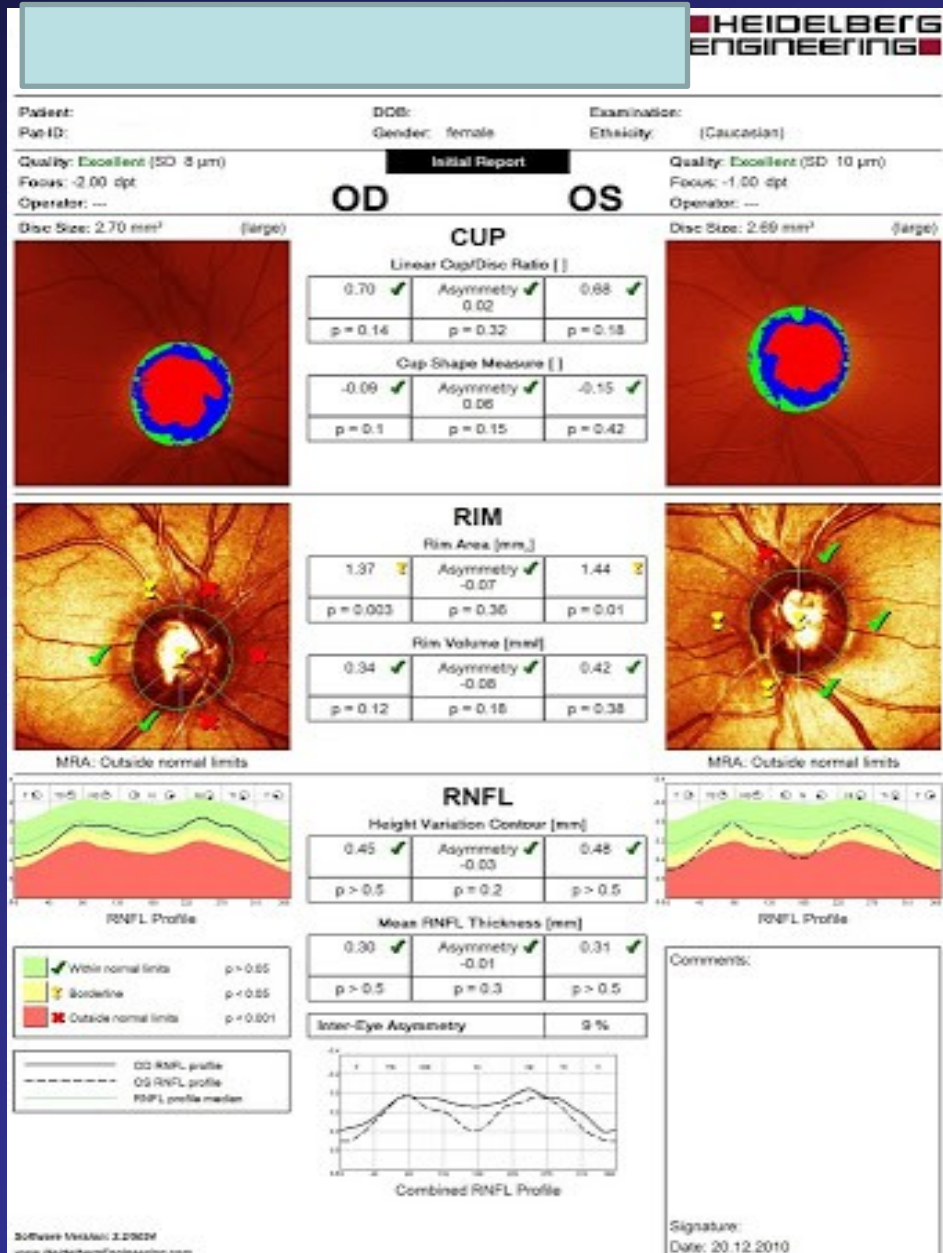 HEIDELBERG
ENGINEERING
Patient: DOB: Examination:
Pat-ID: Gender: female Ethnicity: (Caucasian)
Quality: Excellent (SD 8 µm) Initial Report Quality: Excellent (SD 10 µm)
Focus: -2.00 dpt Focus: -1.00 dpt
Operator: --- OD OS Operator: ---
Disc Size: 2.70 mm² (large) Disc Size: 2.69 mm² (large)
CUP
Linear Cup/Disc Ratio [ ]
0.70 Asymmetry 0.68
0.02
p = 0.14 p = 0.32 p = 0.18
Cup Shape Measure [ ]
-0.09 Asymmetry -0.15
0.06
p = 0.1 p = 0.15 p = 0.42
RIM
Rim Area [mm,]
1.37 Asymmetry 1.44
-0.07
p = 0.003 p = 0.36 p = 0.01
Rim Volume [mml]
0.34 Asymmetry 0.42
-0.08
p = 0.12 p = 0.18 p = 0.38
MRA: Outside normal limits MRA: Outside normal limits
RNFL
Height Variation Contour [mm]
0.45 Asymmetry 0.48
-0.03
p > 0.5 p = 0.2 p > 0.5
RNFL Profile RNFL Profile
Mean RNFL Thickness [mm]
0.30 Asymmetry 0.31
-0.01
p > 0.5 p = 0.3 p > 0.5
Within normal limits p > 0.05
Borderline p < 0.05
Outside normal limits p < 0.001
Comments:
Inter-Eye Asymmetry 9 %
OD RNFL profile
OS RNFL profile
RNFL profile median
Combined RNFL Profile
Signature:
Date: 20.12.2010
Software Version:
www.HeidelbergEngineering.com